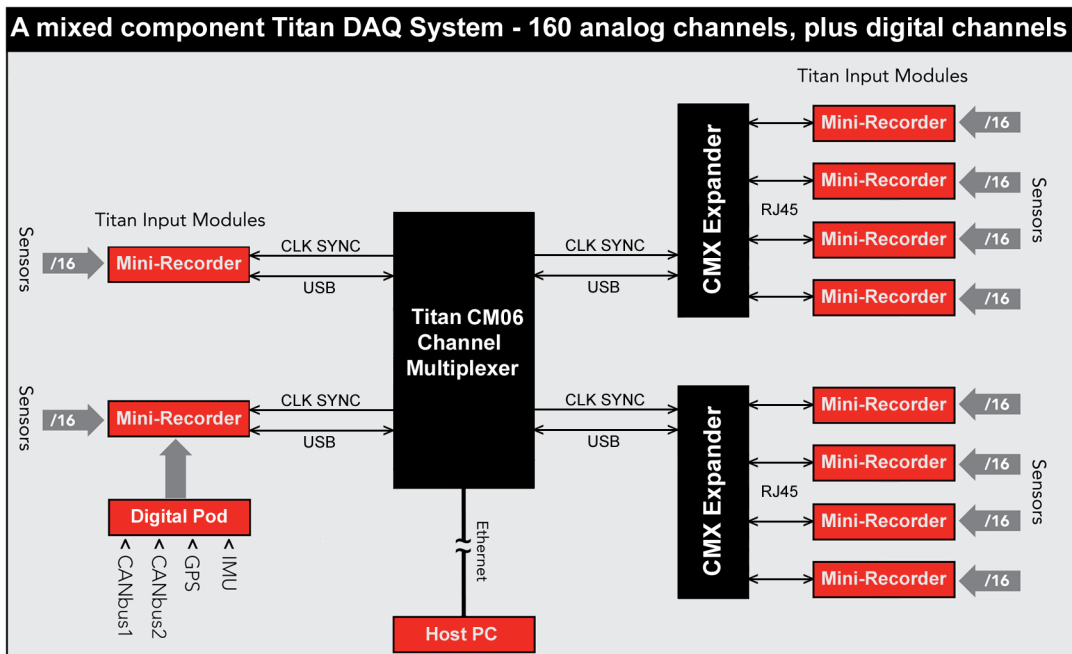 A mixed component Titan DAQ System - 160 analog channels, plus digital channels
Titan Input Modules
Sensors
/16
Mini-Recorder
CLK SYNC
USB
Sensors
/16
Mini-Recorder
CLK SYNC
USB
Digital Pod
< CANbus1
< CANbus2
< GPS
< IMU
Titan CM06
Channel
Multiplexer
Ethernet
Host PC
CLK SYNC
USB
CMX Expander
RJ45
Titan Input Modules
Mini-Recorder
/16
Mini-Recorder
/16
Mini-Recorder
/16
Mini-Recorder
/16
Sensors
CLK SYNC
USB
CMX Expander
RJ45
Mini-Recorder
/16
Mini-Recorder
/16
Mini-Recorder
/16
Mini-Recorder
/16
Sensors